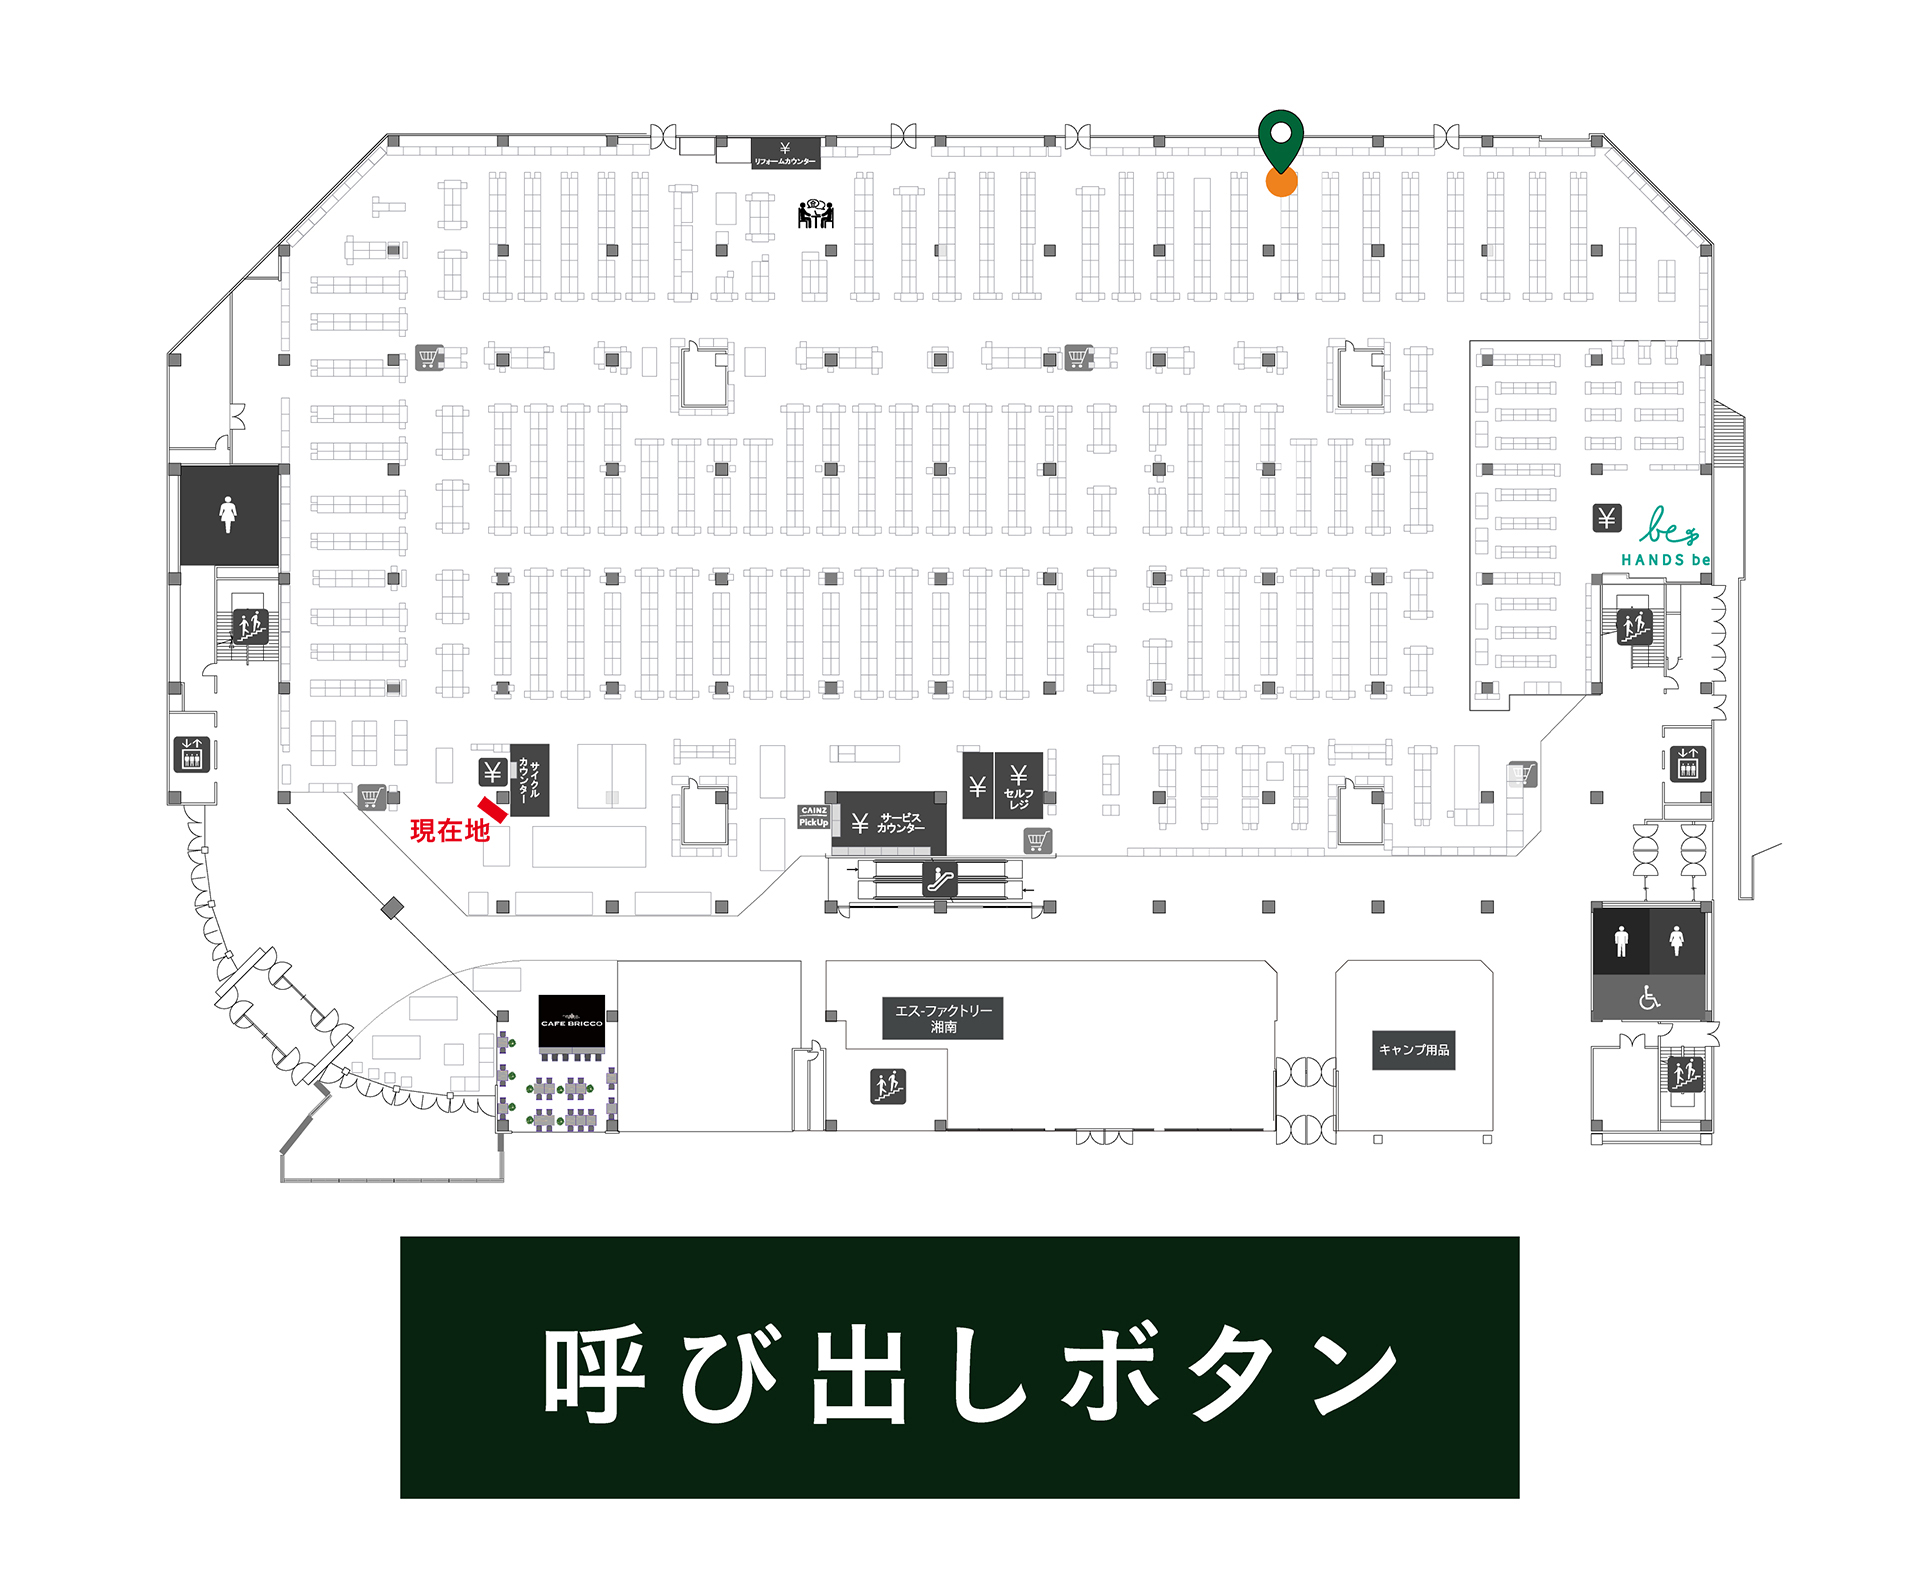 ¥
リフォームカウンター
¥
be
HANDS be
¥
サイクル
カウンター
現在地
CAINZ
PickUp
¥
サービス
カウンター
¥
¥
セルフ
レジ
CAFE BRICCO
エス-ファクトリー
湘南
キャンプ用品
呼び出しボタン